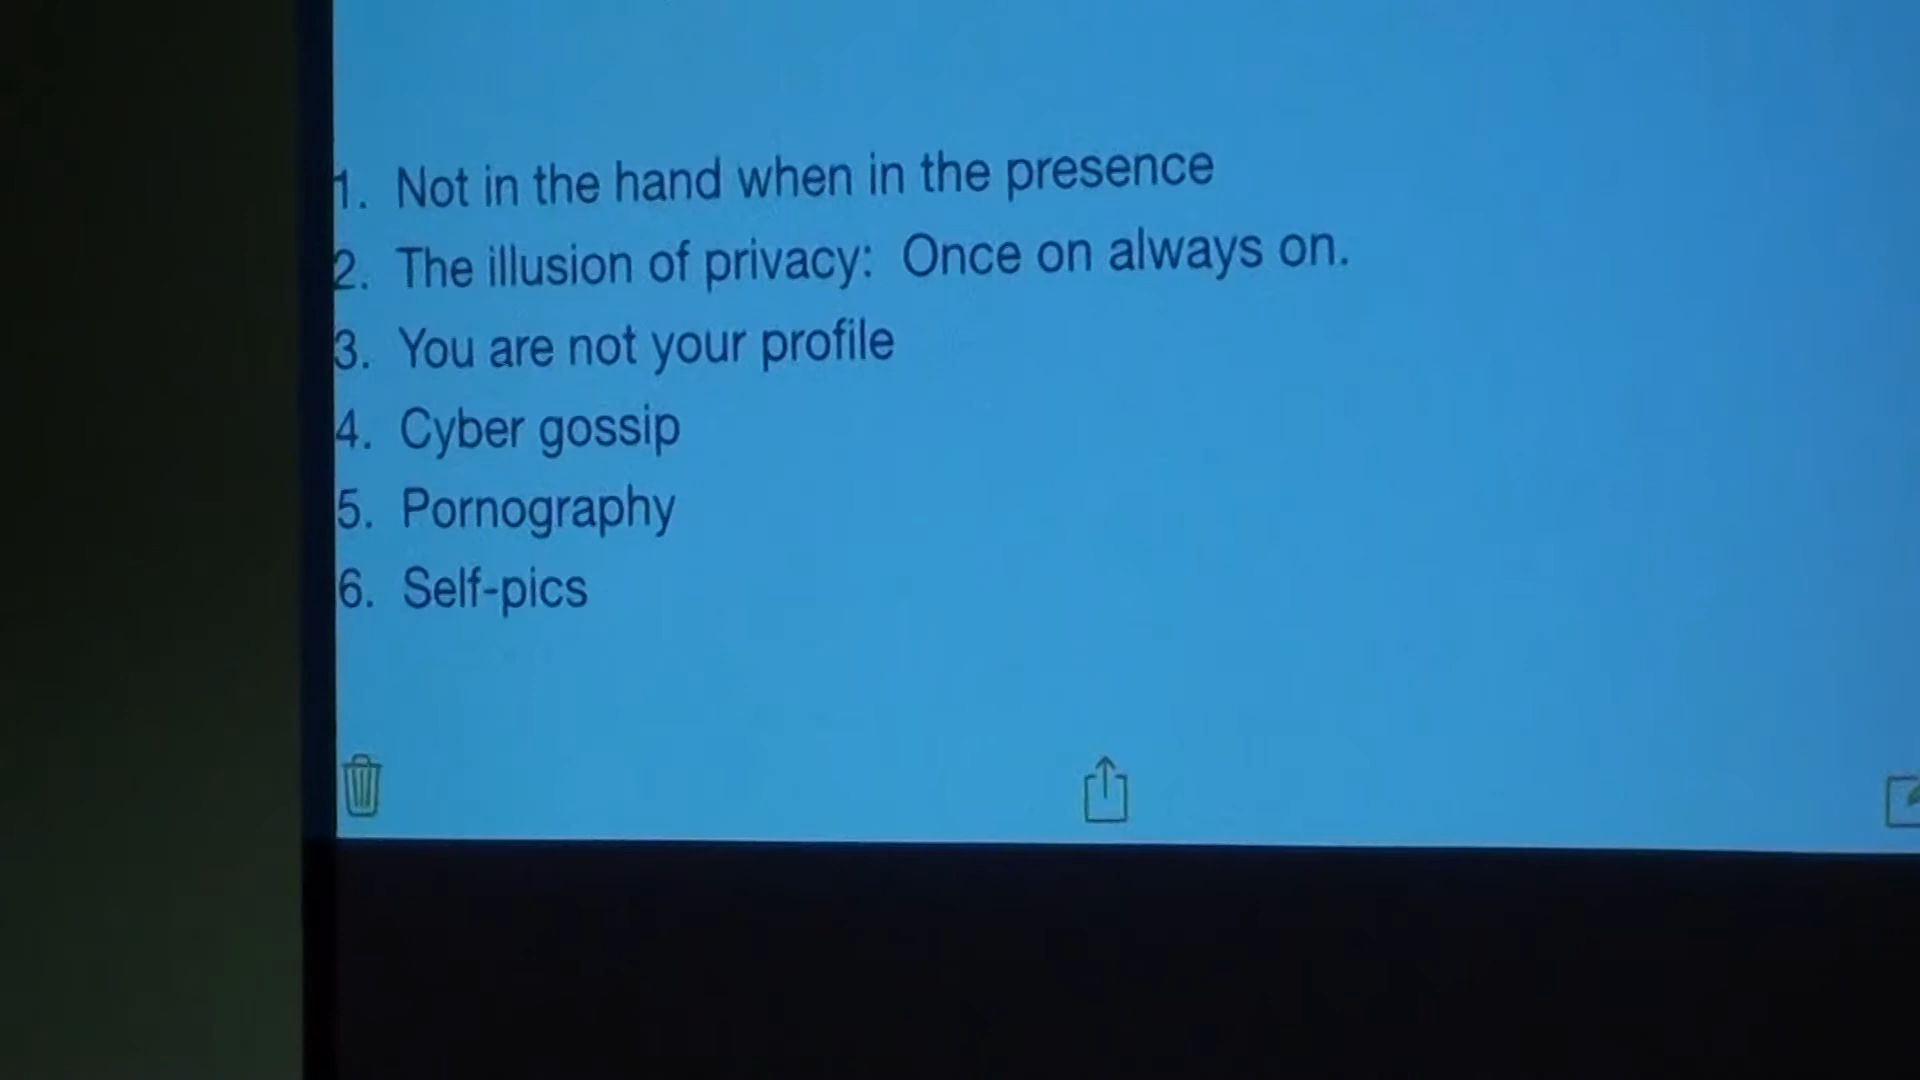 1. Not in the hand when in the presence
2. The illusion of privacy: Once on always on.
3. You are not your profile
4. Cyber gossip
5. Pornography
6. Self-pics